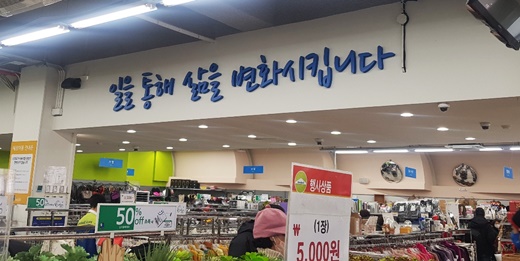 일을 통해 삶을 변화시킵니다
행사상품
50%
off
₩
(1장)
5,000원